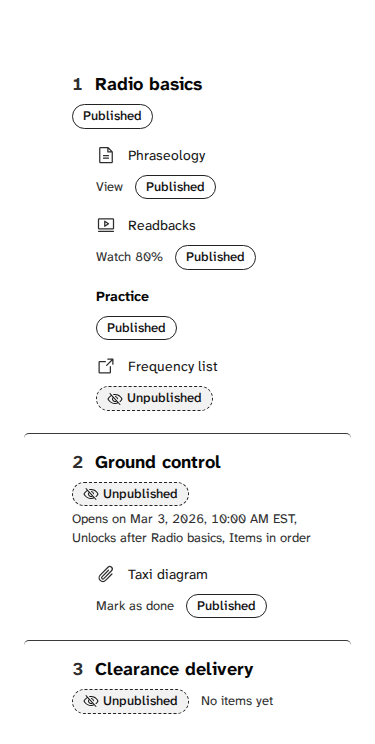 1 Radio basics
Published
Phraseology
View Published
Readbacks
Watch 80% Published
Practice
Published
Frequency list
Unpublished
2 Ground control
Unpublished
Opens on Mar 3, 2026, 10:00 AM EST,
Unlocks after Radio basics, Items in order
Taxi diagram
Mark as done Published
3 Clearance delivery
Unpublished No items yet